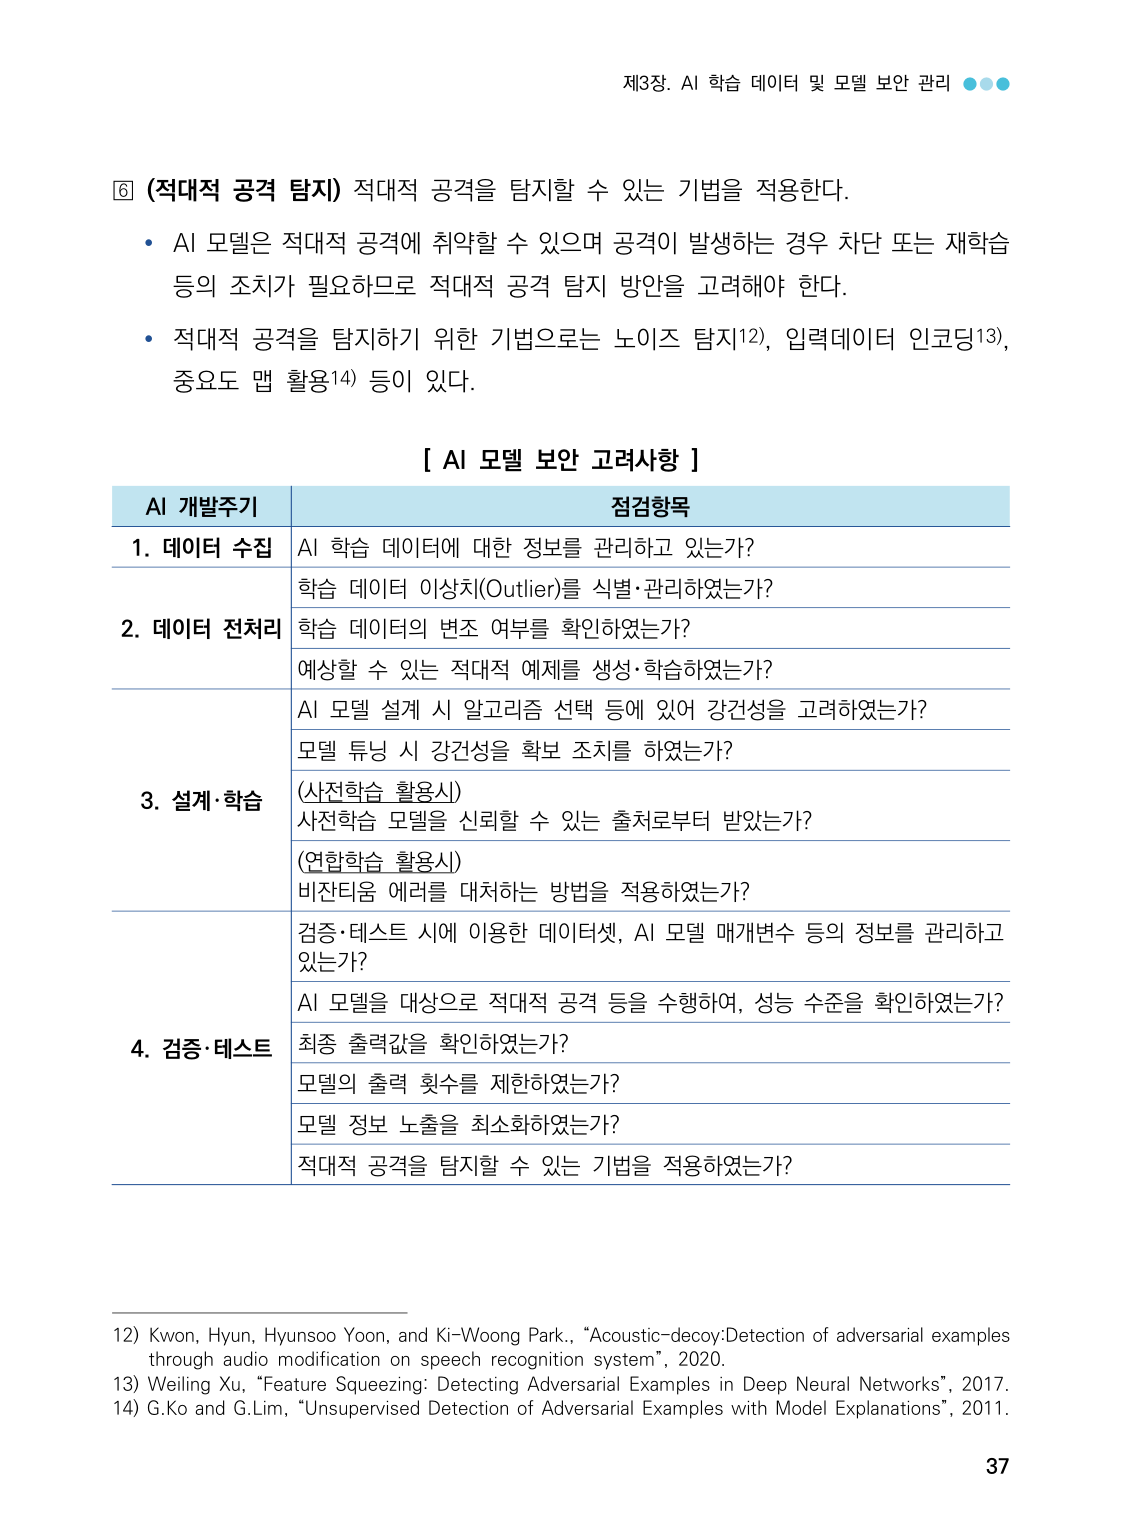 제3장. AI 학습 데이터 및 모델 보안 관리
6 (적대적 공격 탐지) 적대적 공격을 탐지할 수 있는 기법을 적용한다.
• AI 모델은 적대적 공격에 취약할 수 있으며 공격이 발생하는 경우 차단 또는 재학습
등의 조치가 필요하므로 적대적 공격 탐지 방안을 고려해야 한다.
• 적대적 공격을 탐지하기 위한 기법으로는 노이즈 탐지12), 입력데이터 인코딩13),
중요도 맵 활용14) 등이 있다.
[ AI 모델 보안 고려사항 ]
AI 개발주기 점검항목
1. 데이터 수집 AI 학습 데이터에 대한 정보를 관리하고 있는가?
2. 데이터 전처리
학습 데이터 이상치(Outlier)를 식별·관리하였는가?
학습 데이터의 변조 여부를 확인하였는가?
예상할 수 있는 적대적 예제를 생성·학습하였는가?
3. 설계·학습
AI 모델 설계 시 알고리즘 선택 등에 있어 강건성을 고려하였는가?
모델 튜닝 시 강건성을 확보 조치를 하였는가?
(사전학습 활용시)
사전학습 모델을 신뢰할 수 있는 출처로부터 받았는가?
(연합학습 활용시)
비잔티움 에러를 대처하는 방법을 적용하였는가?
4. 검증·테스트
검증·테스트 시에 이용한 데이터셋, AI 모델 매개변수 등의 정보를 관리하고
있는가?
AI 모델을 대상으로 적대적 공격 등을 수행하여, 성능 수준을 확인하였는가?
최종 출력값을 확인하였는가?
모델의 출력 횟수를 제한하였는가?
모델 정보 노출을 최소화하였는가?
적대적 공격을 탐지할 수 있는 기법을 적용하였는가?
12) Kwon, Hyun, Hyunsoo Yoon, and Ki-Woong Park., “Acoustic-decoy:Detection of adversarial examples
through audio modification on speech recognition system”, 2020.
13) Weiling Xu, “Feature Squeezing: Detecting Adversarial Examples in Deep Neural Networks”, 2017.
14) G.Ko and G.Lim, “Unsupervised Detection of Adversarial Examples with Model Explanations”, 2011.
37